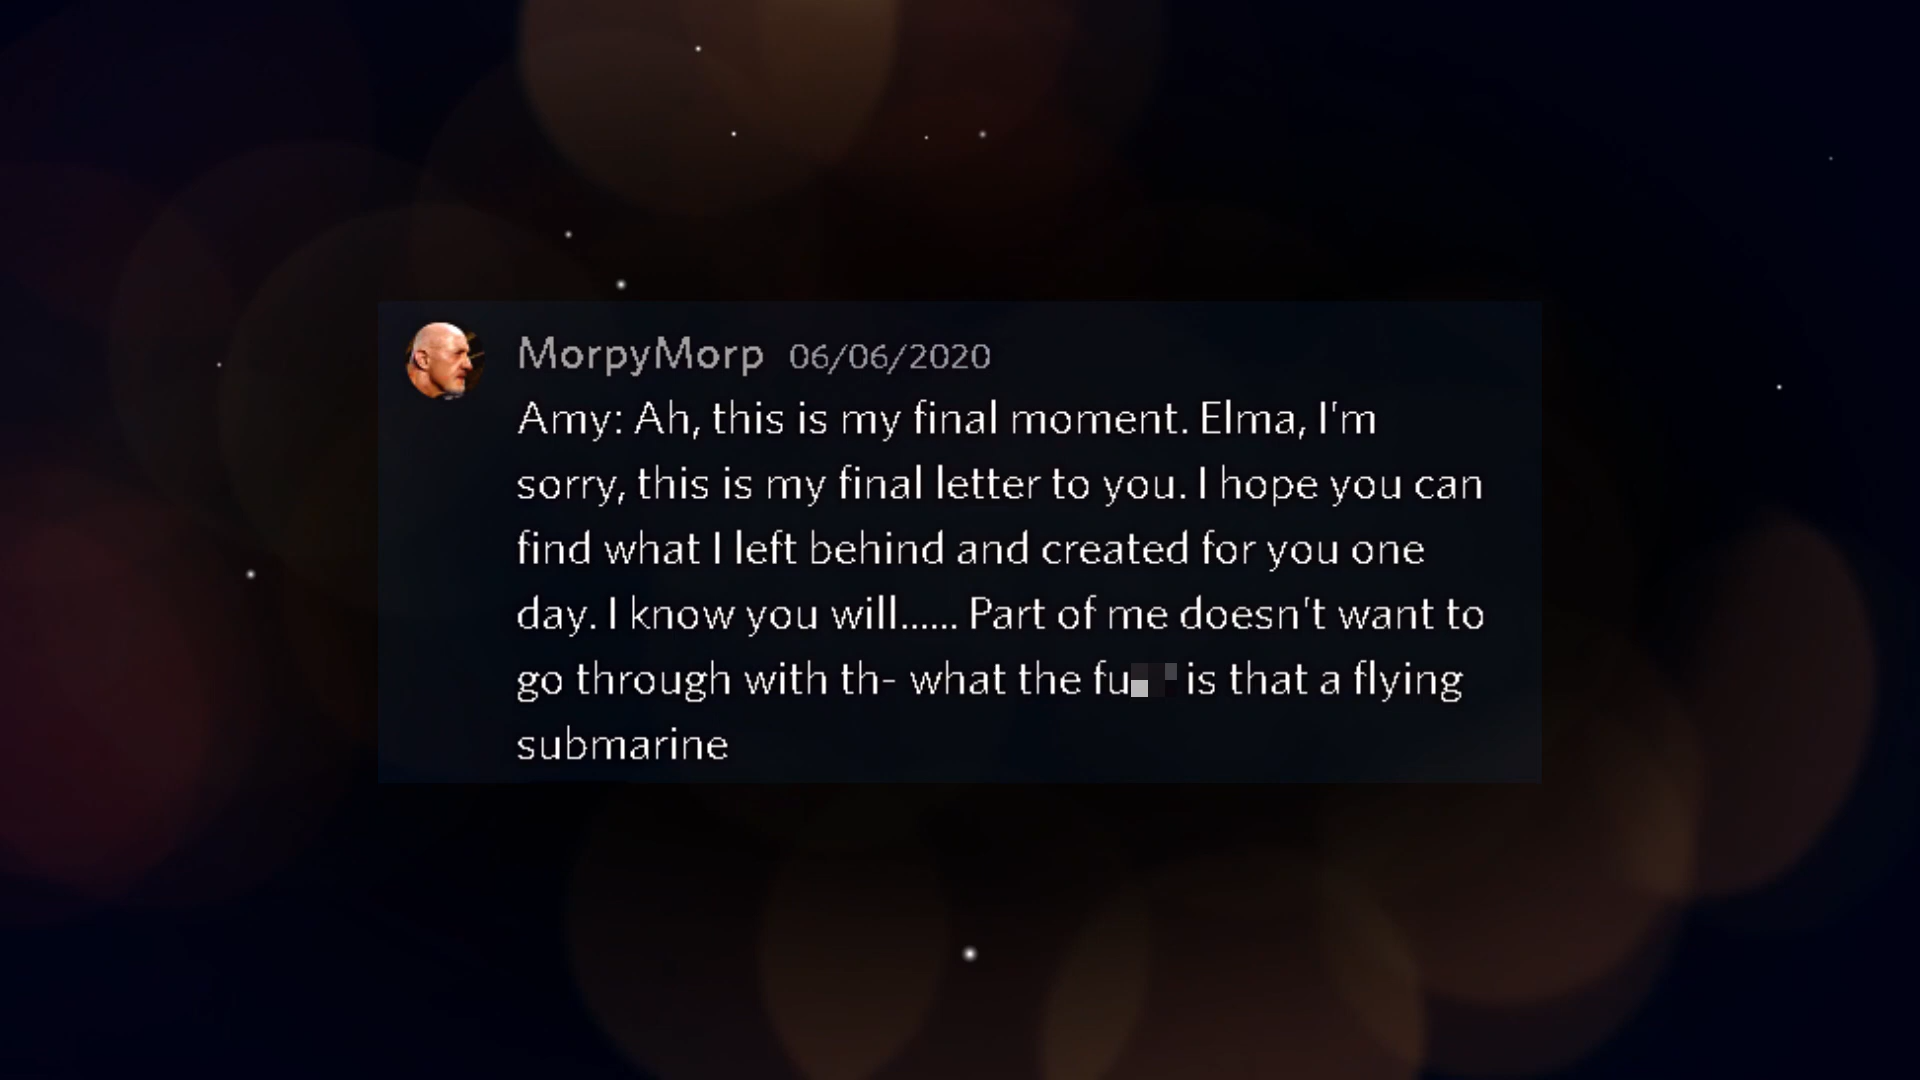 MorpyMorp 06/06/2020
Amy: Ah, this is my final moment. Elma, I'm
sorry, this is my final letter to you. I hope you can
find what I left behind and created for you one
day. I know you will...... Part of me doesn't want to
go through with th- what the fu is that a flying
submarine